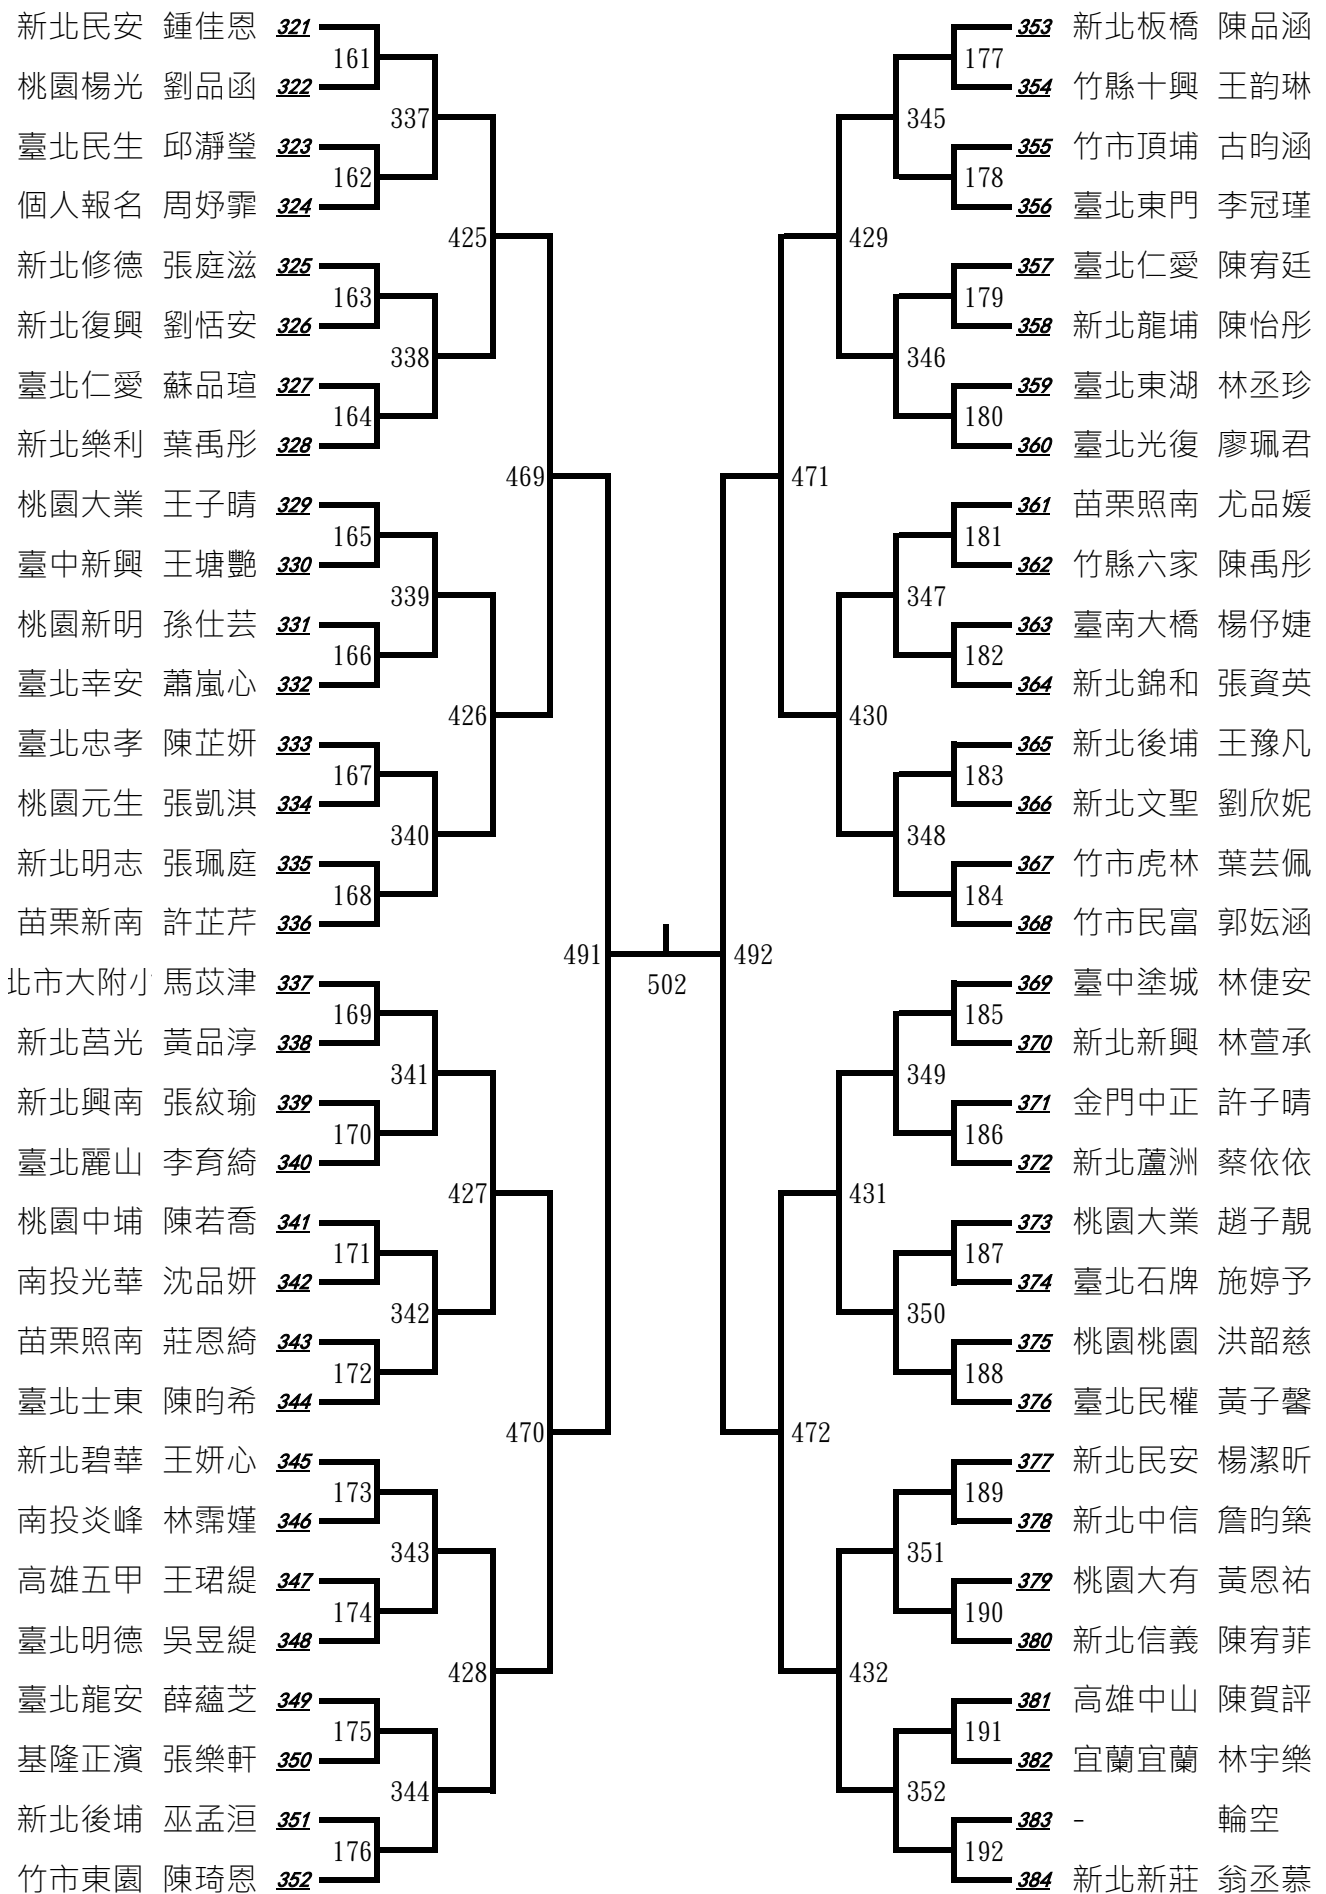 新北民安 鍾佳恩 321
161
桃園楊光 劉品函 322
337
臺北民生 邱瀞瑩 323
162
個人報名 周妤霏 324
425
新北修德 張庭滋 325
163
新北復興 劉恬安 326
338
臺北仁愛 蘇品瑄 327
164
新北樂利 葉禹彤 328
469
桃園大業 王子晴 329
165
臺中新興 王塘艷 330
339
桃園新明 孫仕芸 331
166
臺北幸安 蕭嵐心 332
426
臺北忠孝 陳芷妍 333
167
桃園元生 張凱淇 334
340
新北明志 張珮庭 335
168
苗栗新南 許芷芹 336
491
北市大附小 馬苡津 337
169
新北莒光 黃品淳 338
341
新北興南 張紋瑜 339
170
臺北麗山 李育綺 340
427
桃園中埔 陳若喬 341
171
南投光華 沈品妍 342
342
苗栗照南 莊恩綺 343
172
臺北士東 陳昀希 344
470
新北碧華 王妍心 345
173
南投炎峰 林霈嫤 346
343
高雄五甲 王珺緹 347
174
臺北明德 吳昱緹 348
428
臺北龍安 薛蘊芝 349
175
基隆正濱 張樂軒 350
344
新北後埔 巫孟洹 351
176
竹市東園 陳琦恩 352
502
353 新北板橋 陳品涵
177
354 竹縣十興 王韵琳
345
355 竹市頂埔 古昀涵
178
356 臺北東門 李冠瑾
429
357 臺北仁愛 陳宥廷
179
358 新北龍埔 陳怡彤
346
359 臺北東湖 林丞珍
180
360 臺北光復 廖珮君
471
361 苗栗照南 尤品媛
181
362 竹縣六家 陳禹彤
347
363 臺南大橋 楊伃婕
182
364 新北錦和 張資英
430
365 新北後埔 王豫凡
183
366 新北文聖 劉欣妮
348
367 竹市虎林 葉芸佩
184
368 竹市民富 郭妘涵
492
369 臺中塗城 林倢安
185
370 新北新興 林萱承
349
371 金門中正 許子晴
186
372 新北蘆洲 蔡依依
431
373 桃園大業 趙子靚
187
374 臺北石牌 施婷予
350
375 桃園桃園 洪韶慈
188
376 臺北民權 黃子馨
472
377 新北民安 楊潔昕
189
378 新北中信 詹昀築
351
379 桃園大有 黃恩祐
190
380 新北信義 陳宥菲
432
381 高雄中山 陳賀評
191
382 宜蘭宜蘭 林宇樂
352
383 - 輪空
192
384 新北新莊 翁丞慕